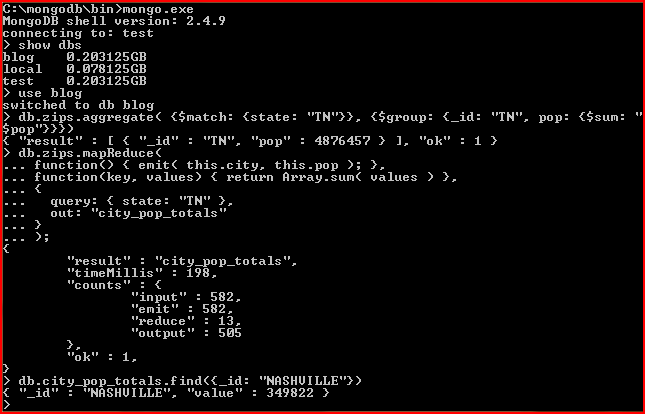 C:\mongodb\bin>mongo.exe
MongoDB shell version: 2.4.9
connecting to: test
> show dbs
blog    0.203125GB
local   0.078125GB
test    0.203125GB
> use blog
switched to db blog
> db.zips.aggregate( {$match: {state: "TN"}}, {$group: {_id: "TN", pop: {$sum: "
$pop"}}})
{ "result" : [ { "_id" : "TN", "pop" : 4876457 } ], "ok" : 1 }
> db.zips.mapReduce(
... function() { emit( this.city, this.pop ); },
... function(key, values) { return Array.sum( values ) },
... {
...   query: { state: "TN" },
...   out: "city_pop_totals"
... }
... );
{
        "result" : "city_pop_totals",
        "timeMillis" : 198,
        "counts" : {
                "input" : 582,
                "emit" : 582,
                "reduce" : 13,
                "output" : 505
        },
        "ok" : 1,
}
> db.city_pop_totals.find({_id: "NASHVILLE"})
{ "_id" : "NASHVILLE", "value" : 349822 }
>